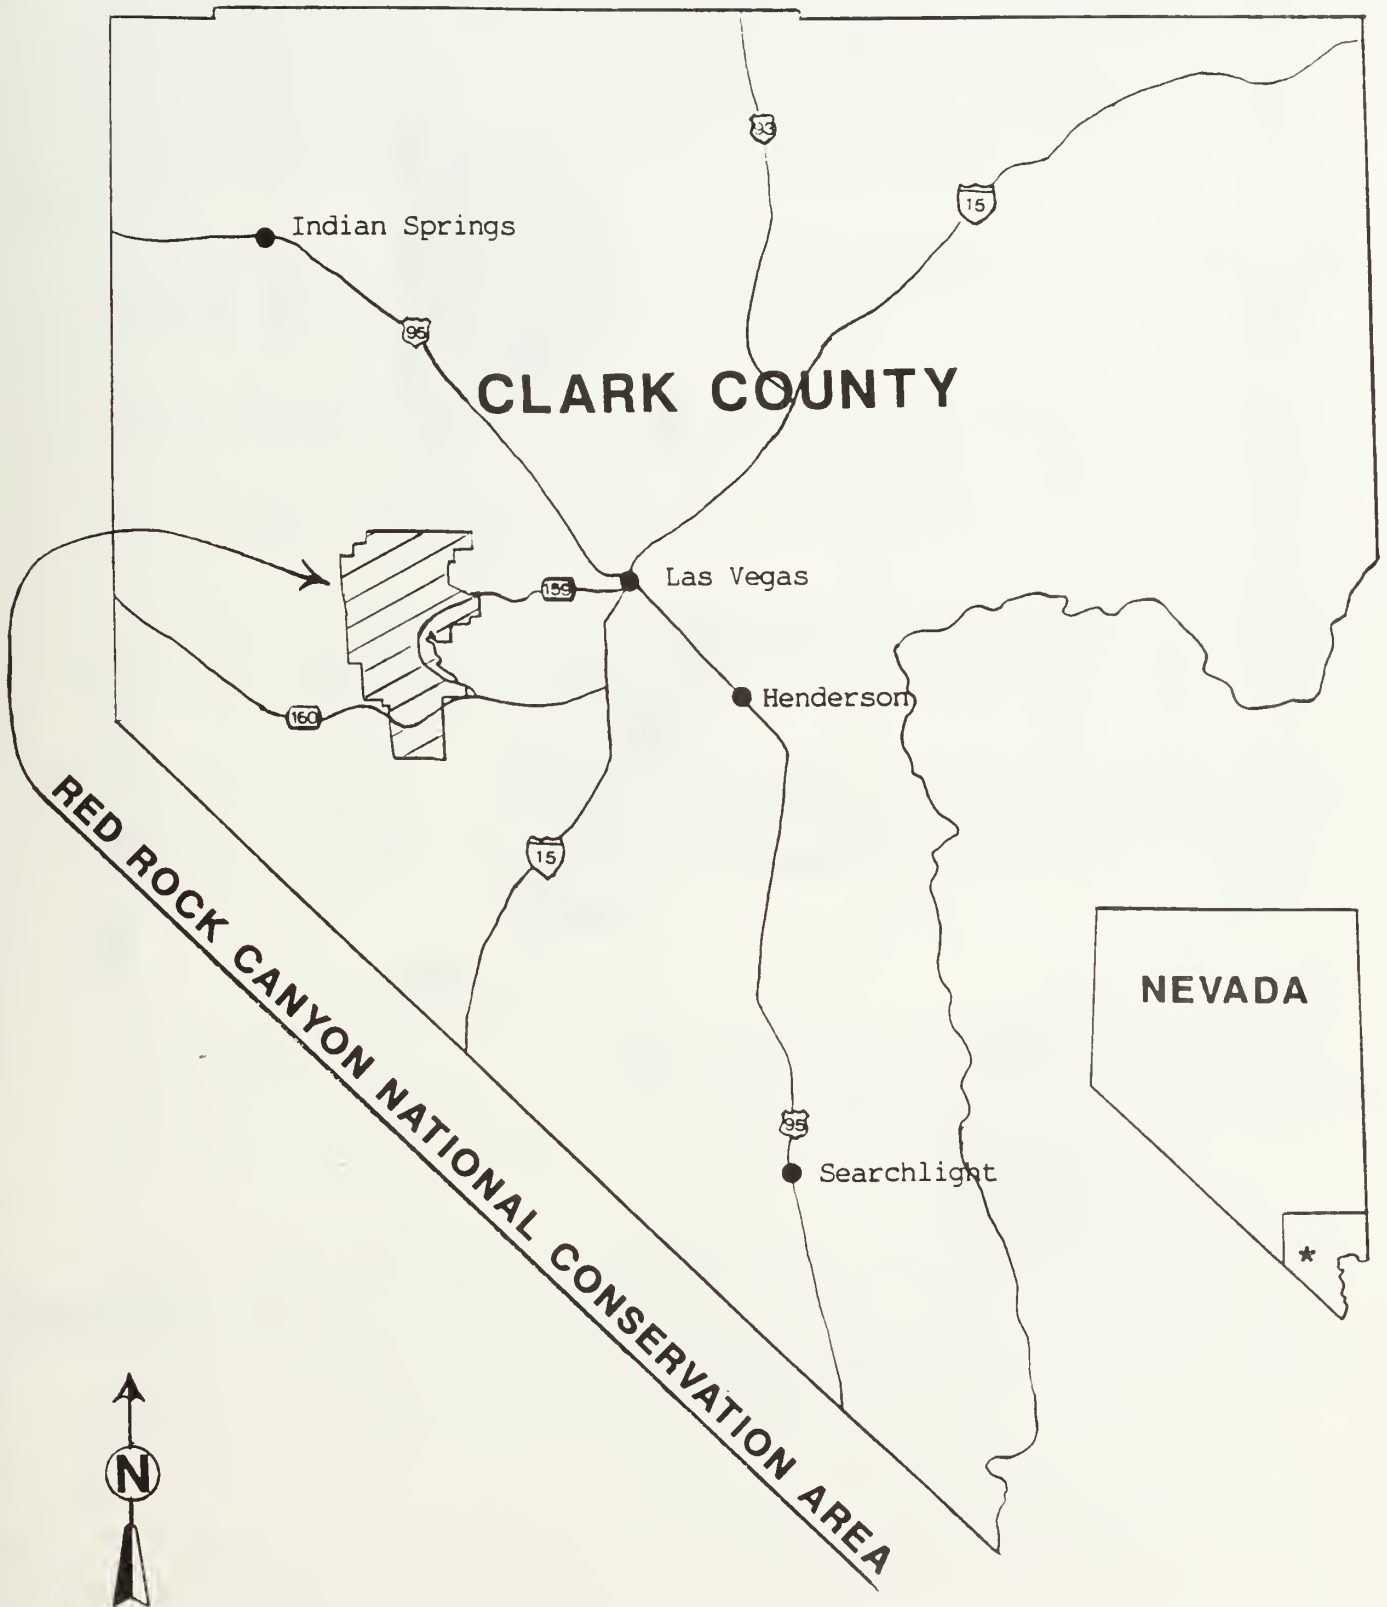 93
15
Indian Springs
95
CLARK COUNTY
159
Las Vegas
Henderson
160
15
RED ROCK CANYON NATIONAL CONSERVATION AREA
NEVADA
95
Searchlight
*
N